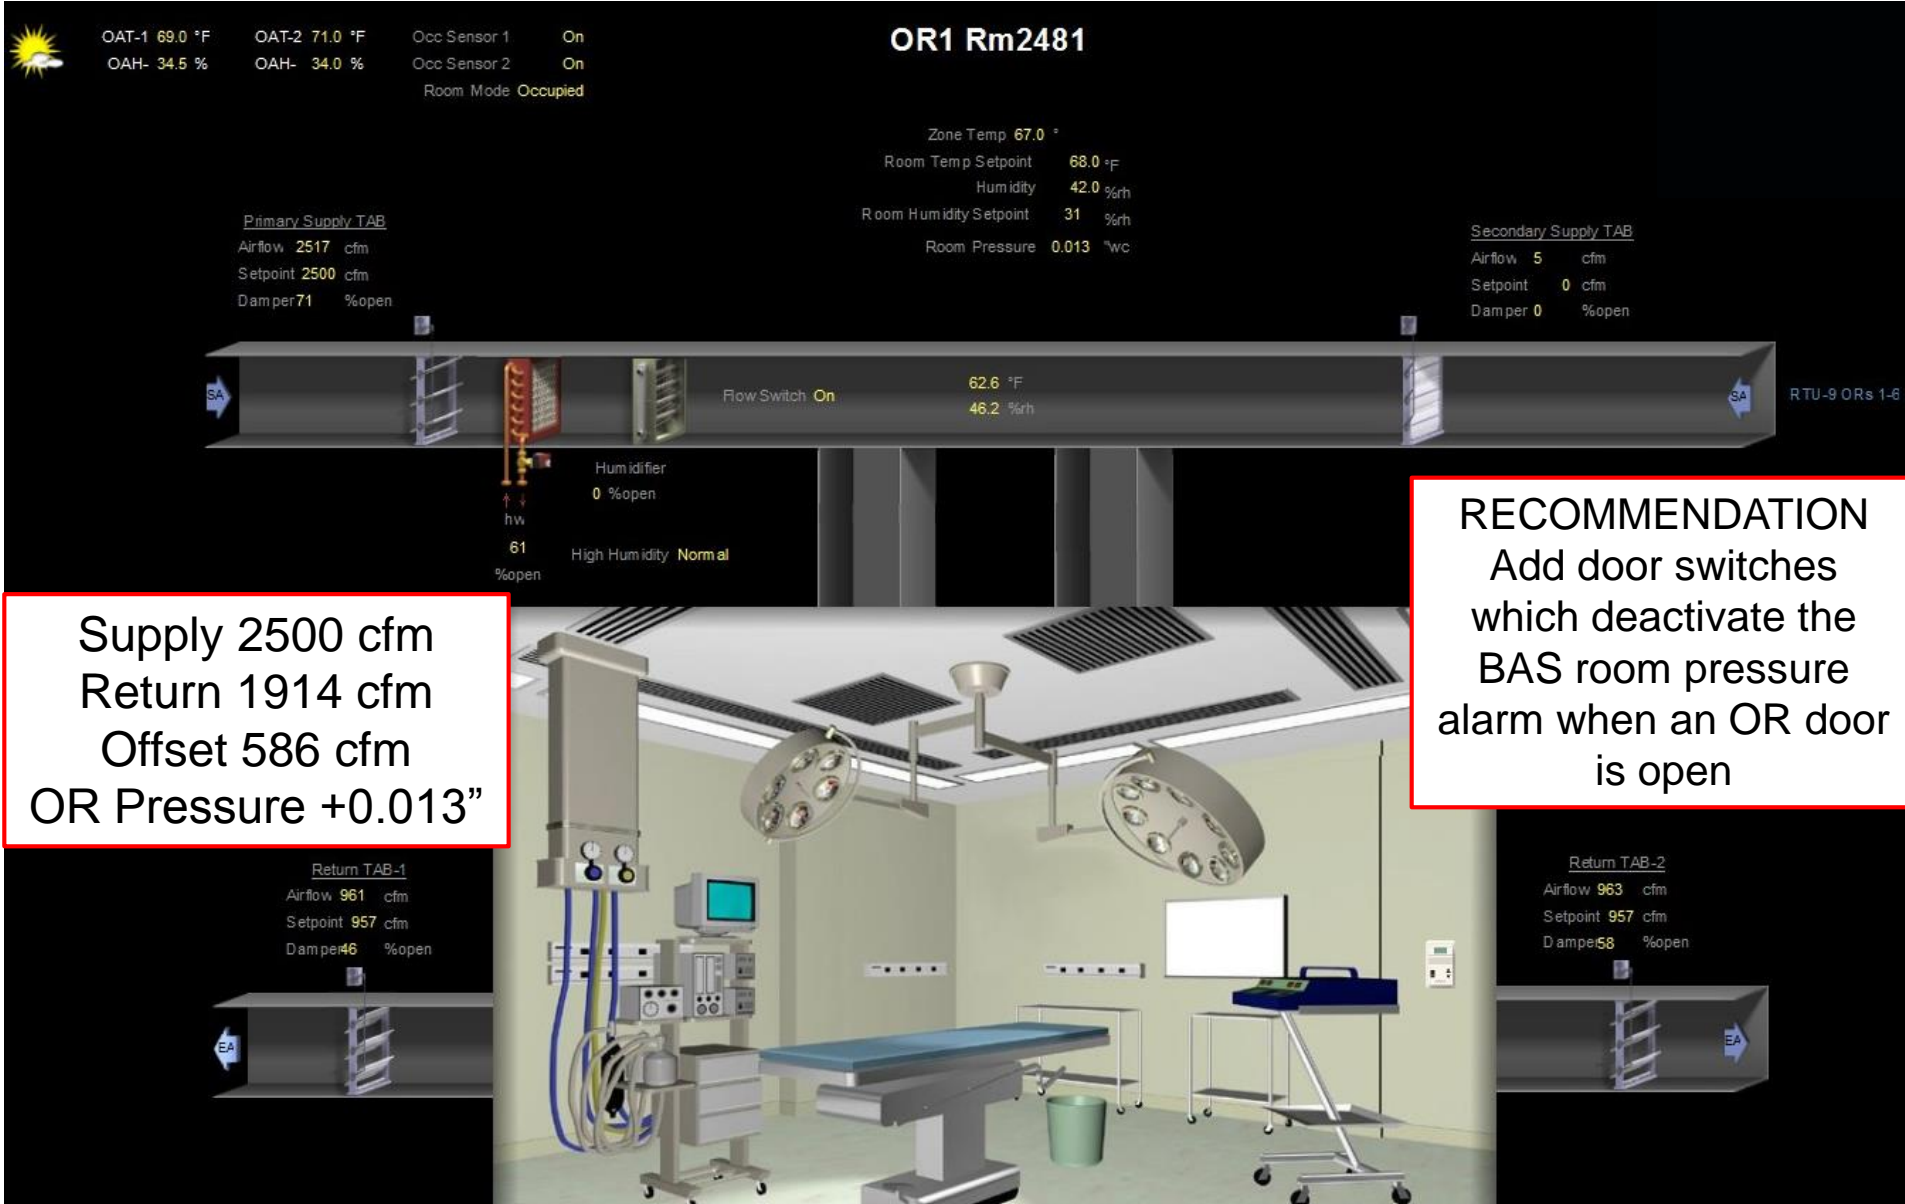 OR1 Rm2481
OAT-1 69.0 °F OAT-2 71.0 °F Occ Sensor 1 On
OAH- 34.5 % OAH- 34.0 % Occ Sensor 2 On
Room Mode Occupied
Zone Temp 67.0 °
Room Temp Setpoint 68.0 °F
Humidity 42.0 %rh
Room Humidity Setpoint 31 %rh
Room Pressure 0.013 "wc
Primary Supply TAB
Airflow 2517 cfm
Setpoint 2500 cfm
Damper 71 %open
Secondary Supply TAB
Airflow 5 cfm
Setpoint 0 cfm
Damper 0 %open
SA
Flow Switch On
62.6 °F
46.2 %rh
SA
RTU-9 ORs 1-6
Humidifier
0 %open
hw
61
%open
High Humidity Normal
RECOMMENDATION
Add door switches
which deactivate the
BAS room pressure
alarm when an OR door
is open
Supply 2500 cfm
Return 1914 cfm
Offset 586 cfm
OR Pressure +0.013”
Return TAB-1
Airflow 961 cfm
Setpoint 957 cfm
Damper 46 %open
EA
Return TAB-2
Airflow 963 cfm
Setpoint 957 cfm
Damper 58 %open
EA